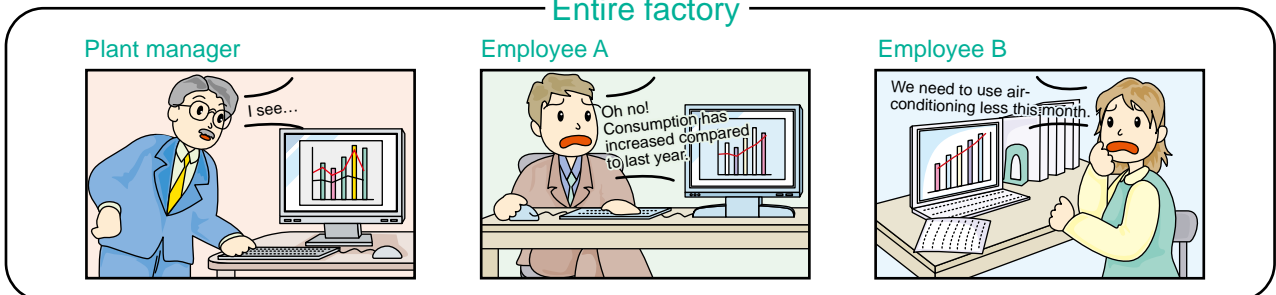 Entire factory
Plant manager
I see…
Employee A
Oh no!
Consumption has
increased compared
to last year.
Employee B
We need to use air-
conditioning less this month.